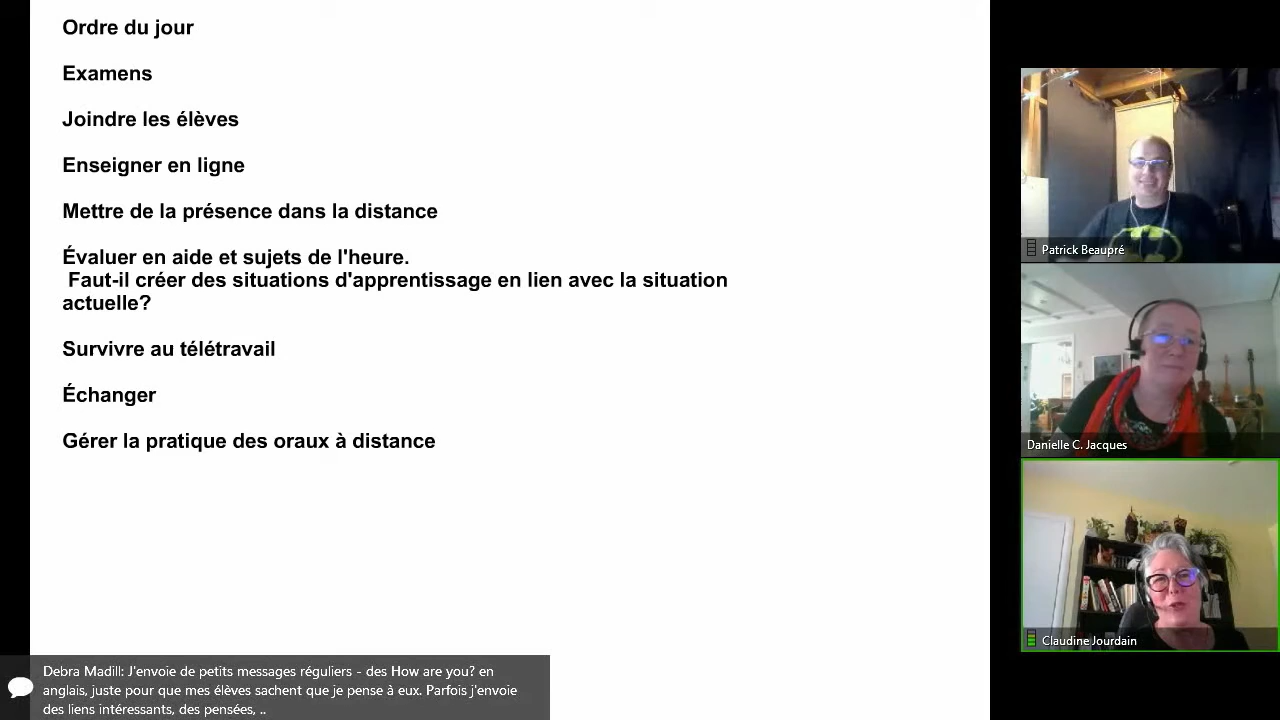 Ordre du jour
Examens
Joindre les élèves
Enseigner en ligne
Mettre de la présence dans la distance
Évaluer en aide et sujets de l'heure.
Faut-il créer des situations d'apprentissage en lien avec la situation
actuelle?
Survivre au télétravail
Échanger
Gérer la pratique des oraux à distance
Patrick Beaupré
Danielle C. Jacques
Claudine Jourdain
Debra Madill: J'envoie de petits messages réguliers - des How are you? en
anglais, juste pour que mes élèves sachent que je pense à eux. Parfois j'envoie
des liens intéressants, des pensées, ..